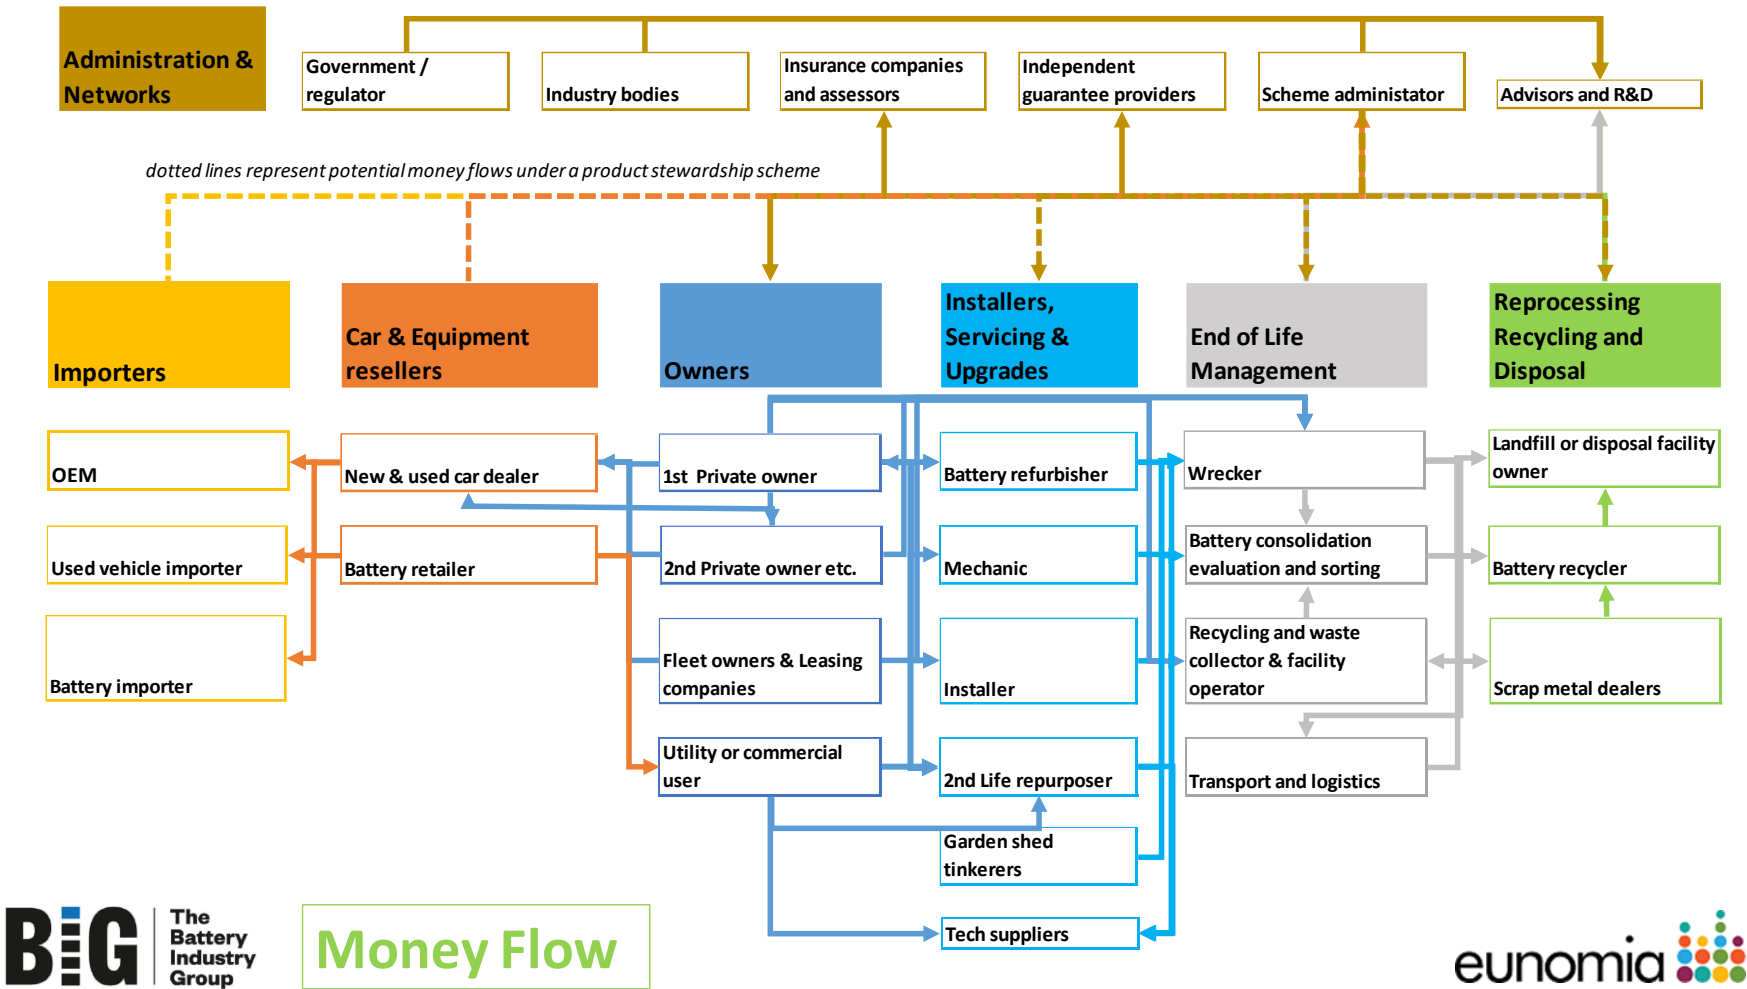 Administration &
Networks
Government /
regulator
Industry bodies
Insurance companies
and assessors
Independent
guarantee providers
Scheme administator
Advisors and R&D
dotted lines represent potential money flows under a product stewardship scheme
Importers
Car & Equipment
resellers
Owners
Installers,
Servicing &
Upgrades
End of Life
Management
Reprocessing
Recycling and
Disposal
OEM
New & used car dealer
1st Private owner
Battery refurbisher
Wrecker
Landfill or disposal facility
owner
Used vehicle importer
Battery retailer
2nd Private owner etc.
Mechanic
Battery consolidation
evaluation and sorting
Battery recycler
Battery importer
Fleet owners & Leasing
companies
Installer
Recycling and waste
collector & facility
operator
Scrap metal dealers
Utility or commercial
user
2nd Life repurposer
Transport and logistics
Garden shed
tinkerers
Tech suppliers
BIG
The
Battery
Industry
Group
Money Flow
eunomia